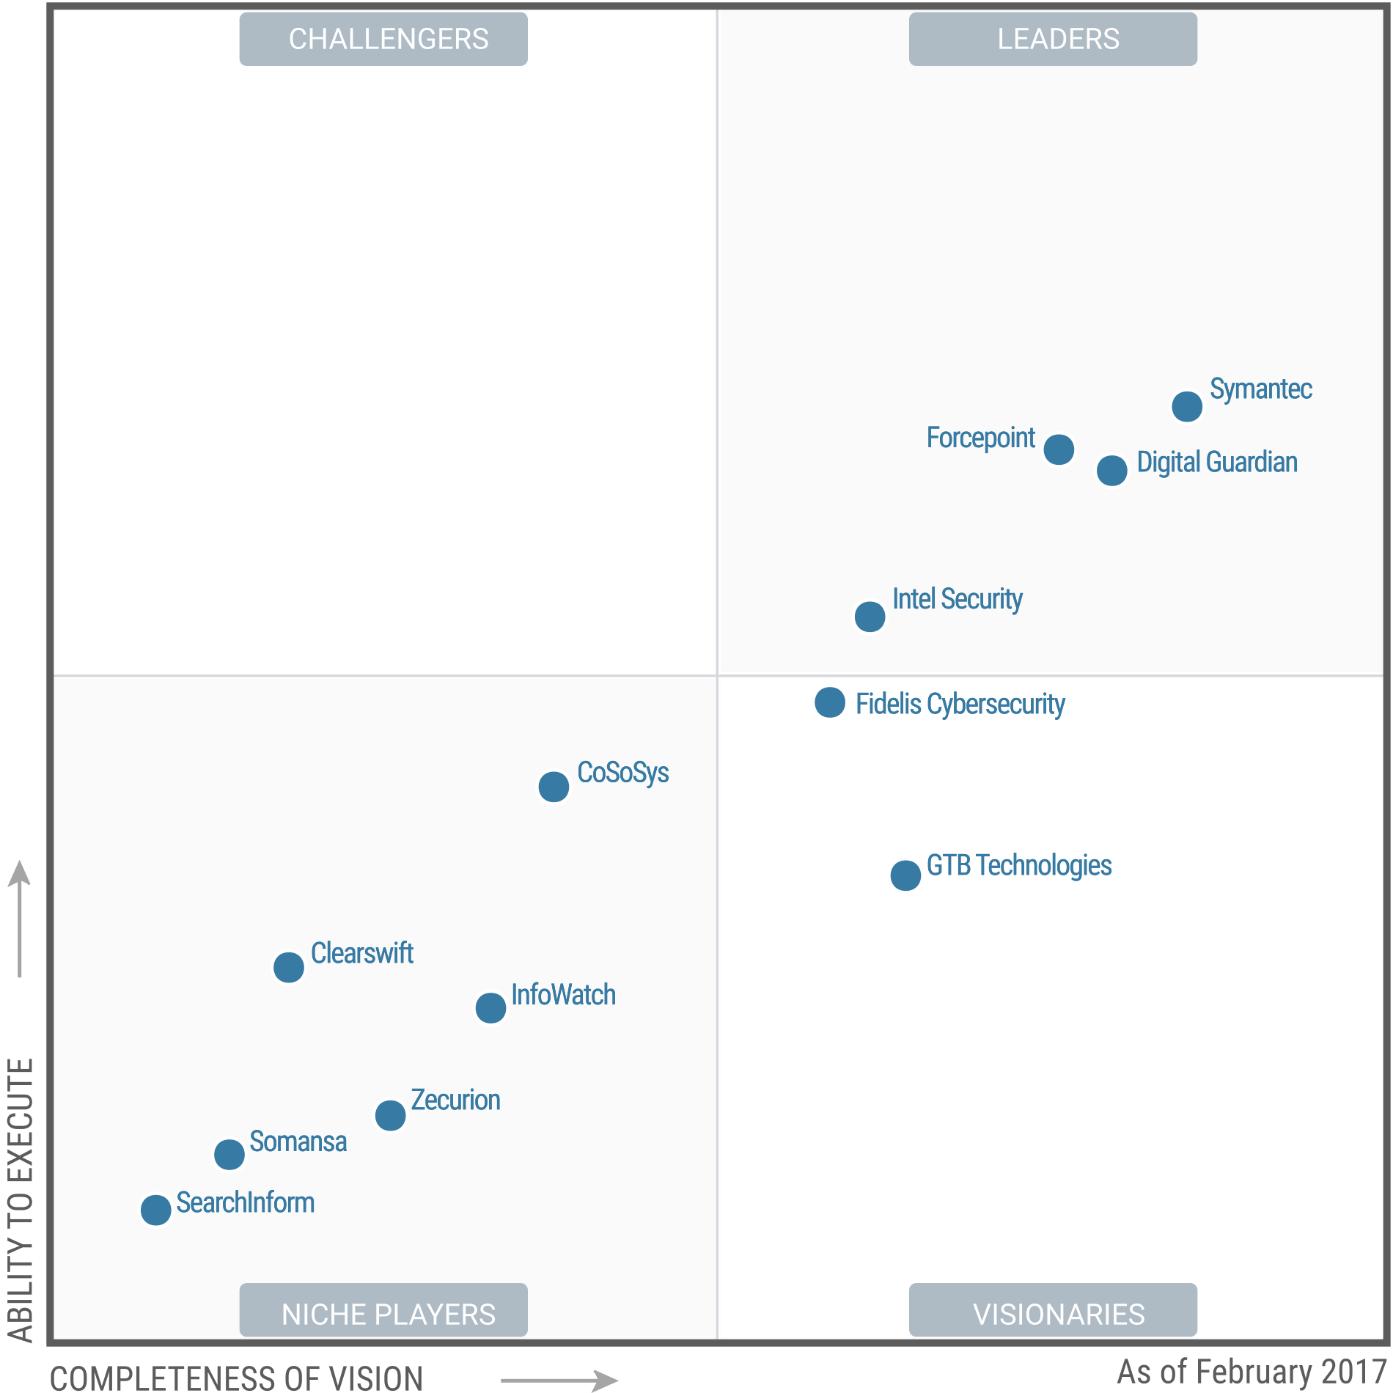 CHALLENGERS
LEADERS
Symantec
Forcepoint
Digital Guardian
Intel Security
Fidelis Cybersecurity
CoSoSys
GTB Technologies
Clearswift
InfoWatch
Zecurion
Somansa
SearchInform
NICHE PLAYERS
VISIONARIES
ABILITY TO EXECUTE
COMPLETENESS OF VISION
As of February 2017